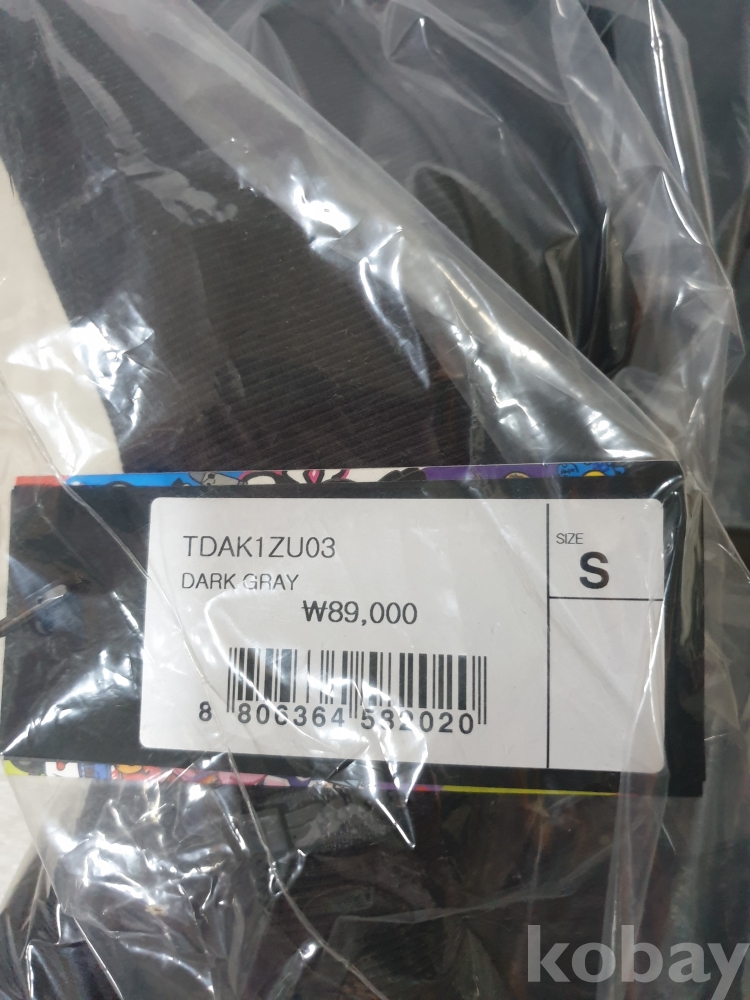 TDAK1ZU03
DARK GRAY
₩89,000
8 806364 582020
SIZE
S
kobay